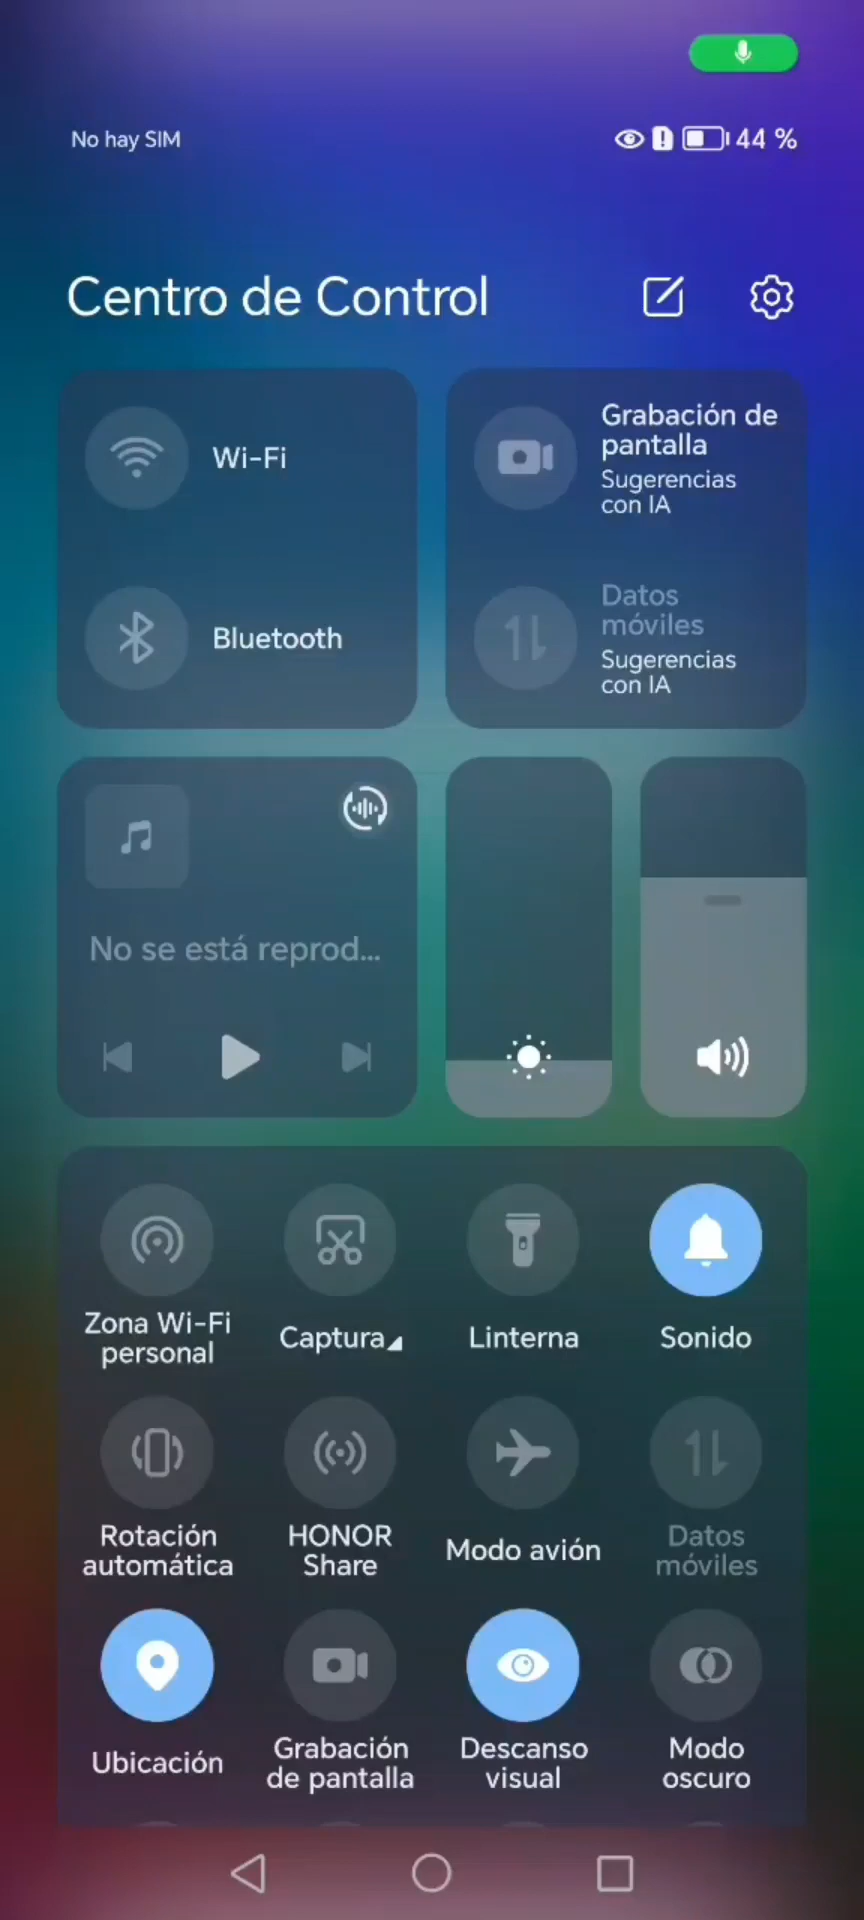 No hay SIM
44 %
Centro de Control
Wi-Fi
Grabación de
pantalla
Sugerencias
con IA
Bluetooth
Datos
móviles
Sugerencias
con IA
No se está reprod...
Zona Wi-Fi
personal
Captura
Linterna
Sonido
Rotación
automática
HONOR
Share
Modo avión
Datos
móviles
Ubicación
Grabación
de pantalla
Descanso
visual
Modo
oscuro